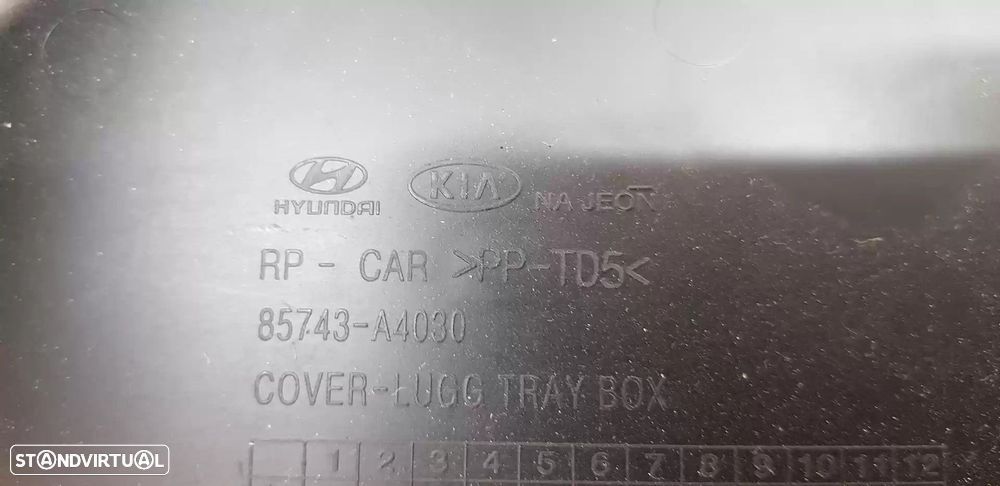 HYUNDAI KIA NA JEON
RP - CAR >PP-TD5<
85743-A4030
COVER-LUGG TRAY BOX
1 2 3 4 5 6 7 8 9 10 11 12
STANDVIRTUAL